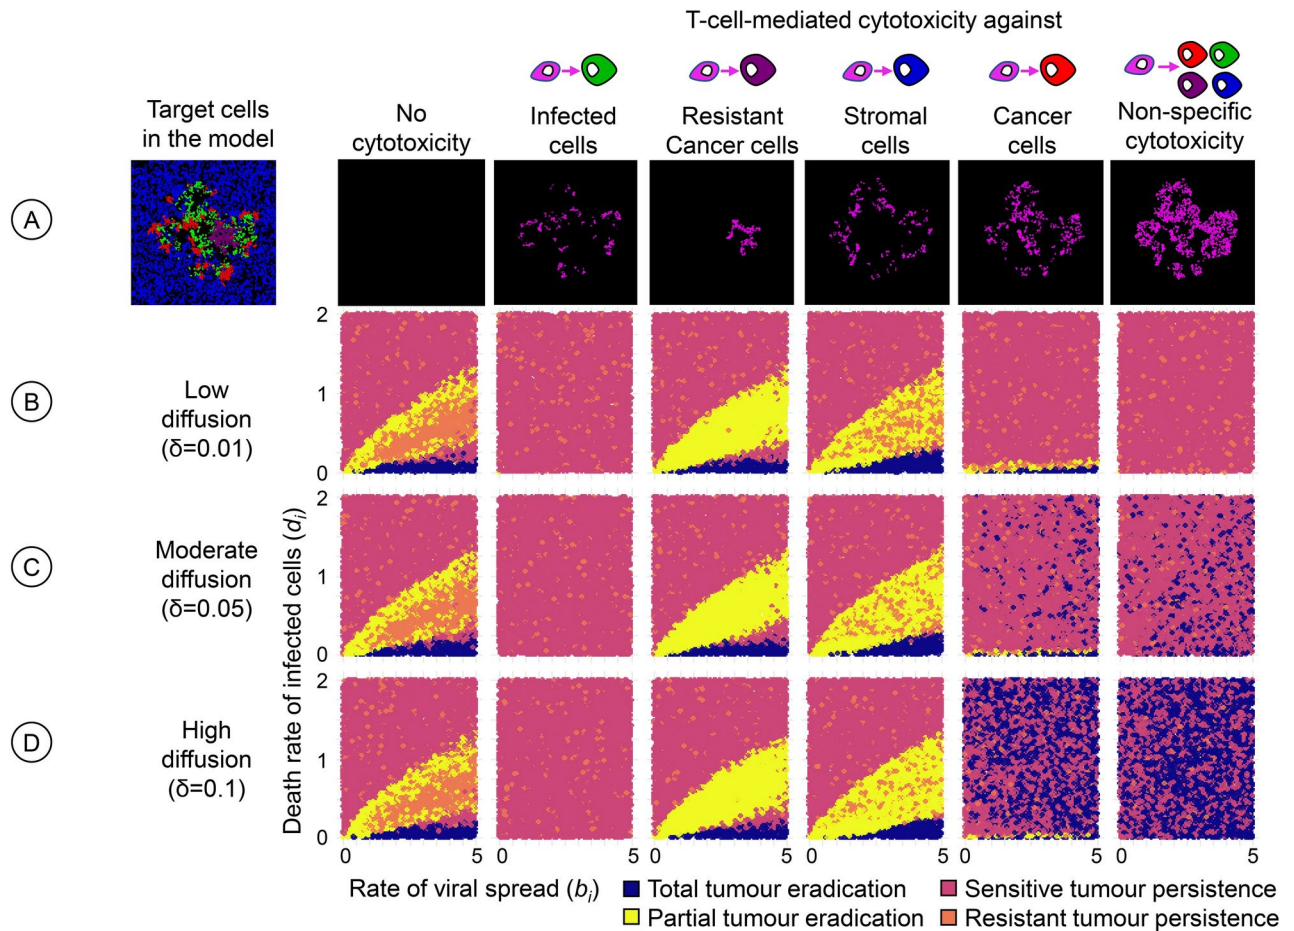 T-cell-mediated cytotoxicity against
Target cells
in the model
No
cytotoxicity
Infected
cells
Resistant
Cancer cells
Stromal
cells
Cancer
cells
Non-specific
cytotoxicity
A
B
Low
diffusion
(δ=0.01)
C
Moderate
diffusion
(δ=0.05)
D
High
diffusion
(δ=0.1)
Death rate of infected cells (di)
2
1
0
2
1
0
2
1
0
0 5 0 5 0 5 0 5 0 5 0 5
Rate of viral spread (bi)
Total tumour eradication
Sensitive tumour persistence
Partial tumour eradication
Resistant tumour persistence